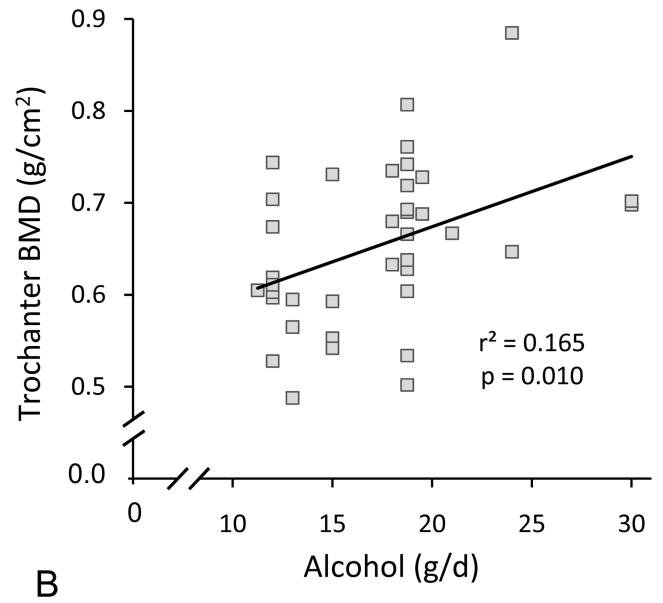 Trochanter BMD (g/cm²)
0.9
0.8
0.7
0.6
0.5
0.0
r² = 0.165
p = 0.010
0 10 15 20 25 30
Alcohol (g/d)
B